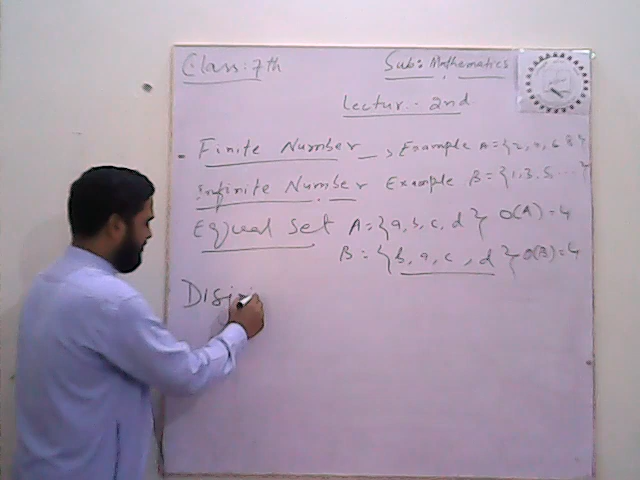 Class: 7th Sub: Mathematics
Lectur: 2nd
Finite Number → Example A = {2, 4, 6 8}
infinite Number Example B = {1, 3, 5, ...}
Equal Set A = {a, b, c, d} O(A) = 4
B = {b, a, c, d} O(B) = 4
Disj